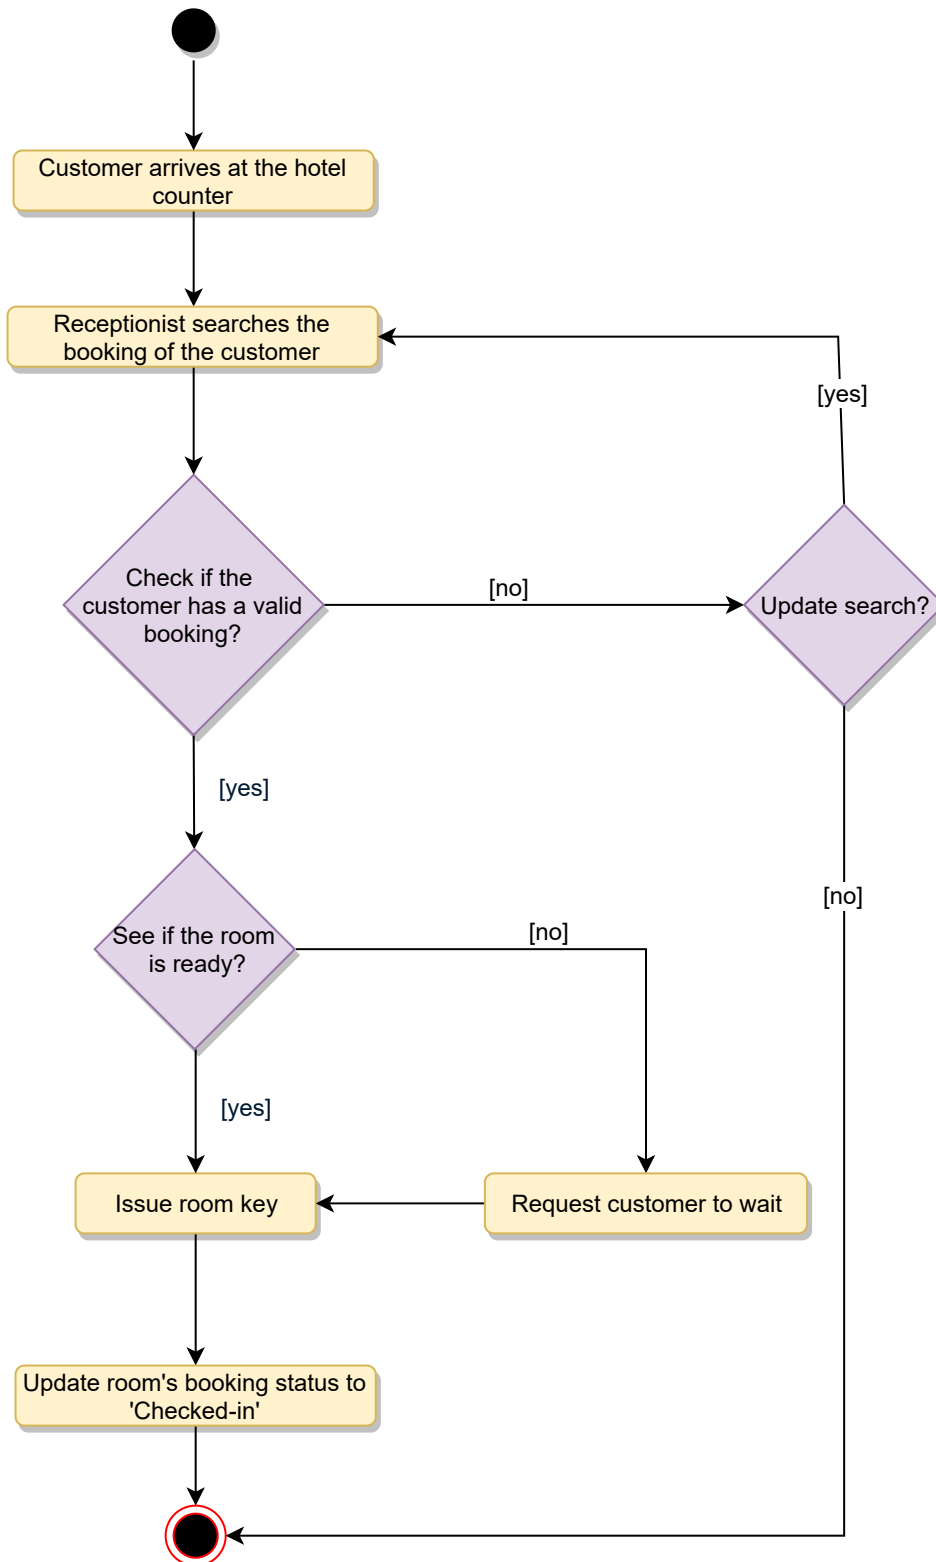 Customer arrives at the hotel
counter
Receptionist searches the
booking of the customer
[yes]
Check if the
customer has a valid
booking?
[no]
Update search?
[yes]
[no]
See if the room
is ready?
[no]
[yes]
Issue room key
Request customer to wait
Update room's booking status to
'Checked-in'